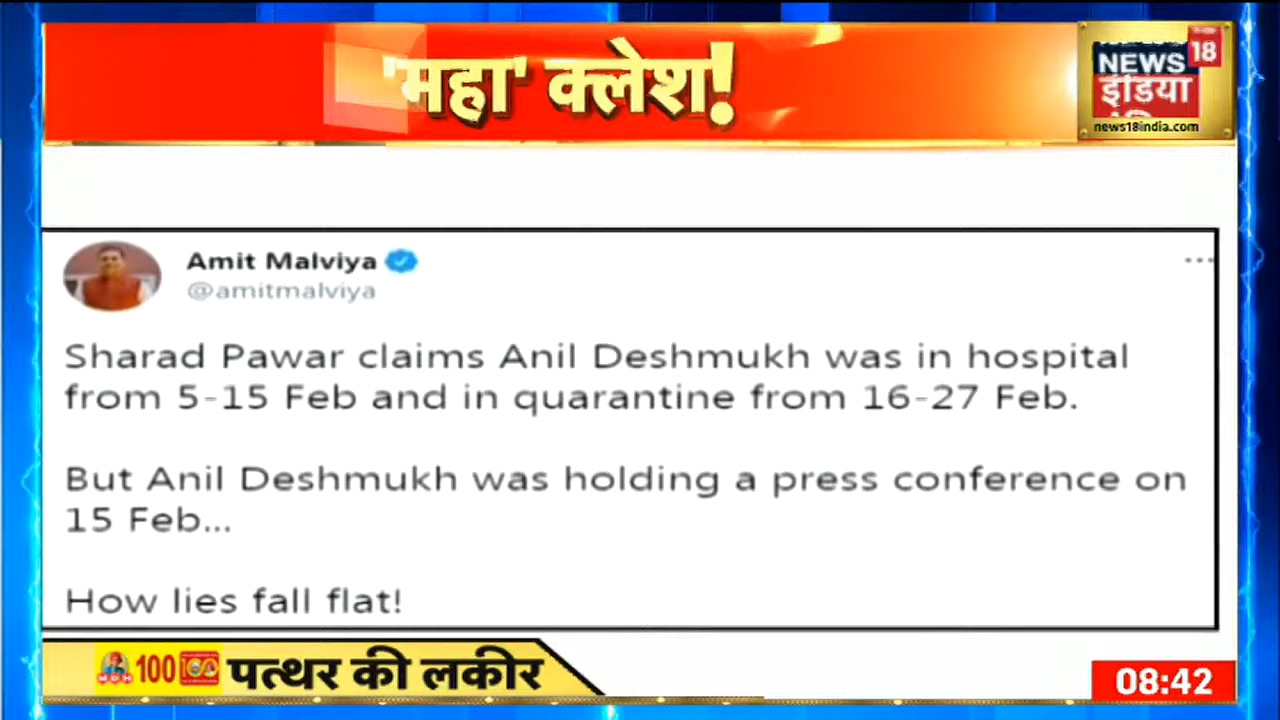 'महा' क्लेश!
18
NEWS
इंडिया
news18india.com
Amit Malviya
@amitmalviya
Sharad Pawar claims Anil Deshmukh was in hospital
from 5-15 Feb and in quarantine from 16-27 Feb.
But Anil Deshmukh was holding a press conference on
15 Feb...
How lies fall flat!
MDH 100 पत्थर की लकीर
08:42